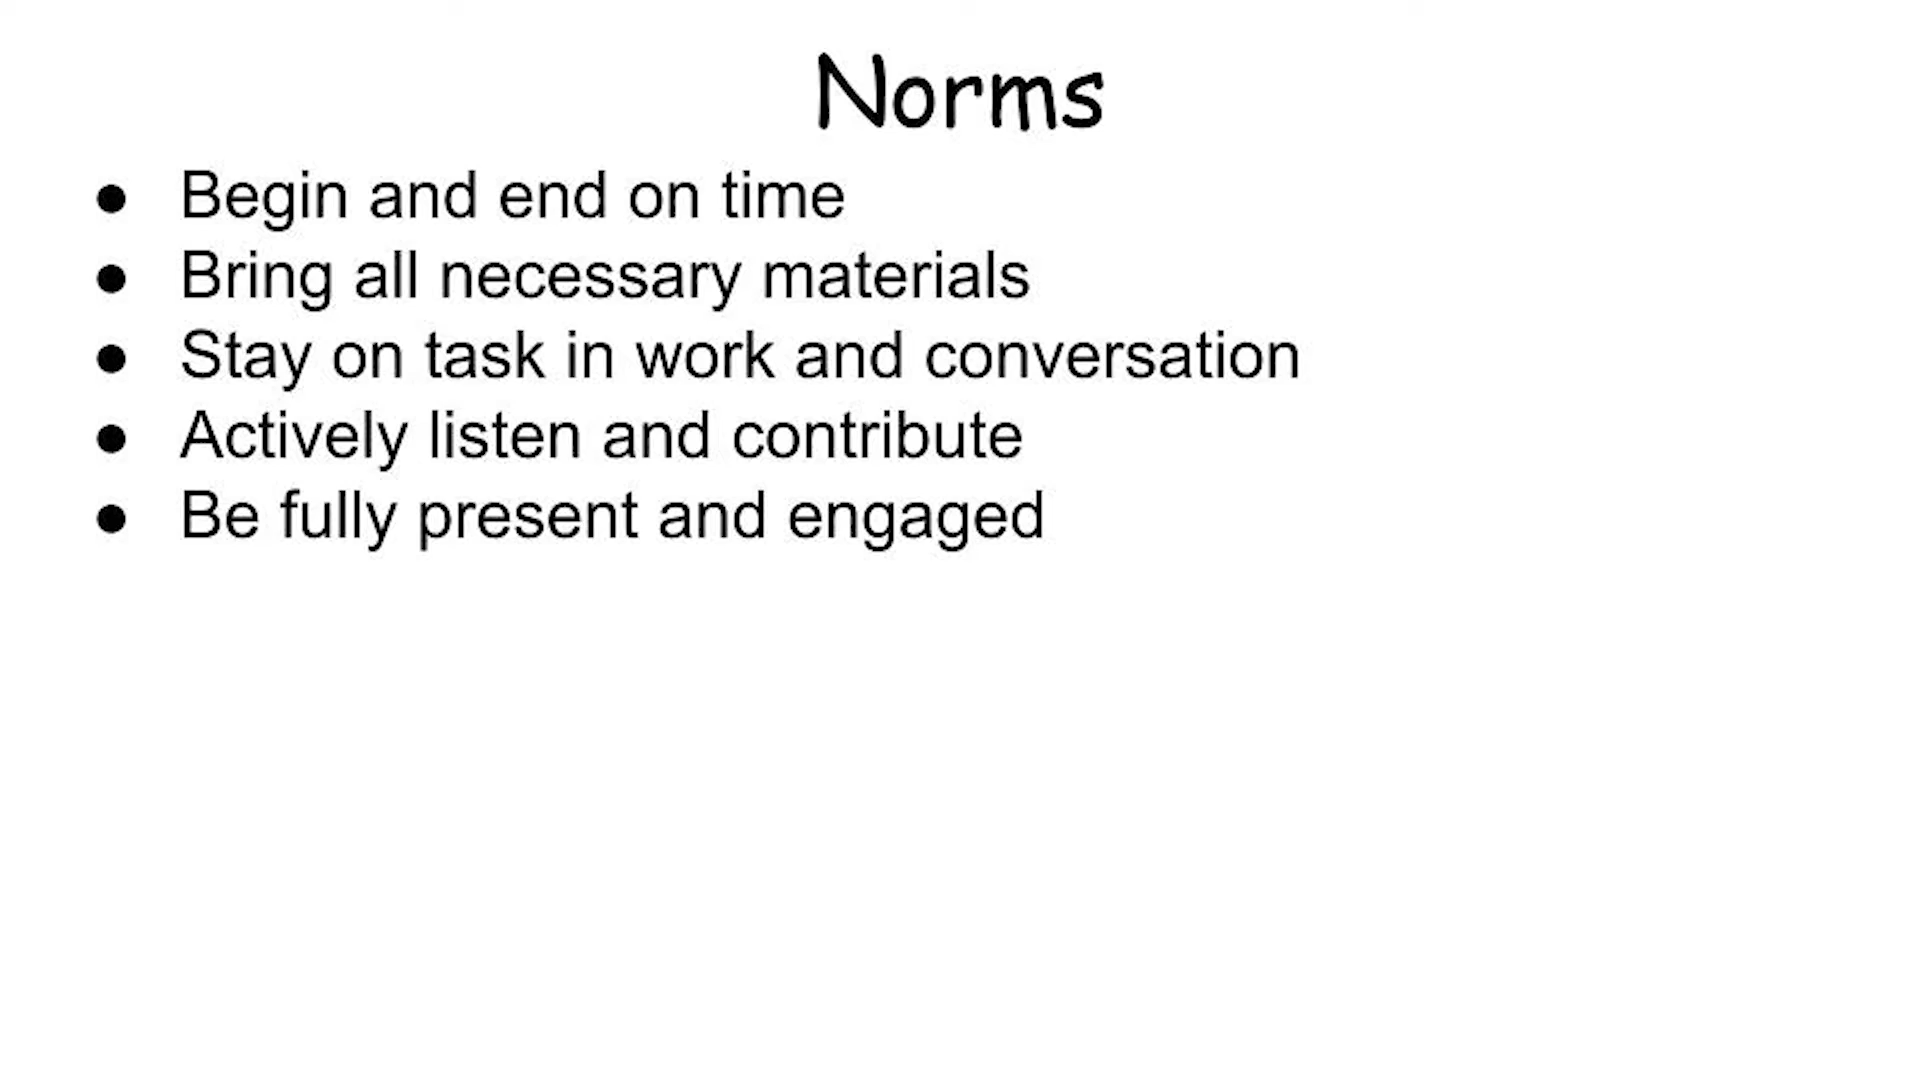 Norms
● Begin and end on time
● Bring all necessary materials
● Stay on task in work and conversation
● Actively listen and contribute
● Be fully present and engaged